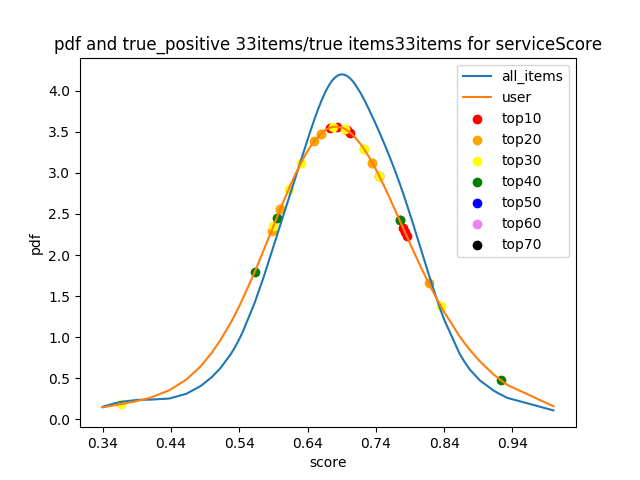 pdf and true_positive 33items/true items33items for serviceScore
all_items
user
top10
top20
top30
top40
top50
top60
top70
pdf
4.0
3.5
3.0
2.5
2.0
1.5
1.0
0.5
0.0
0.34 0.44 0.54 0.64 0.74 0.84 0.94
score